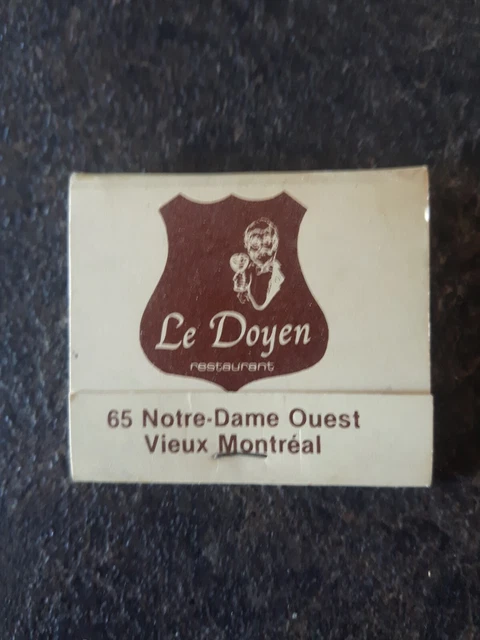 Le Doyen
restaurant
65 Notre-Dame Ouest
Vieux Montréal